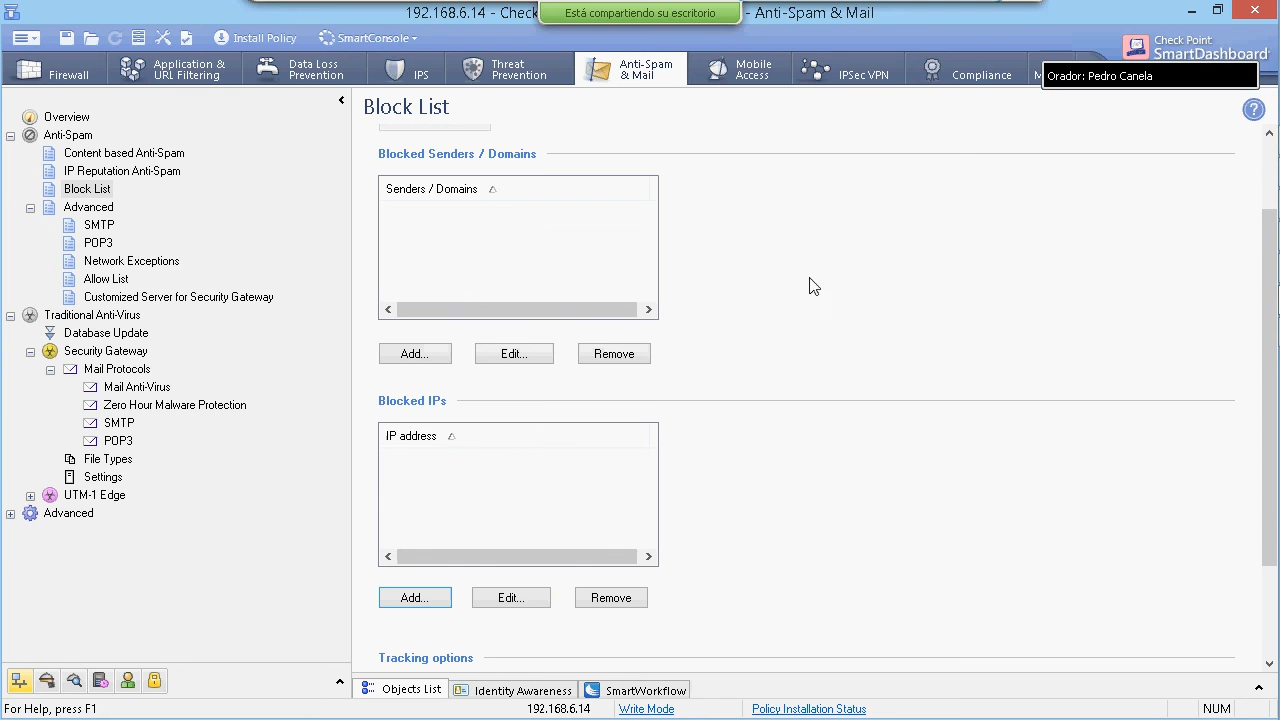 192.168.6.14 - Check
Está compartiendo su escritorio
- Anti-Spam & Mail
Install Policy
SmartConsole
Check Point
SmartDashboard
Firewall
Application &
URL Filtering
Data Loss
Prevention
IPS
Threat
Prevention
Anti-Spam
& Mail
Mobile
Access
IPSec VPN
Compliance
M
Orador: Pedro Canela
Overview
Anti-Spam
Content based Anti-Spam
IP Reputation Anti-Spam
Block List
Advanced
SMTP
POP3
Network Exceptions
Allow List
Customized Server for Security Gateway
Traditional Anti-Virus
Database Update
Security Gateway
Mail Protocols
Mail Anti-Virus
Zero Hour Malware Protection
SMTP
POP3
File Types
Settings
UTM-1 Edge
Advanced
Block List
Blocked Senders / Domains
Senders / Domains
Add... Edit... Remove
Blocked IPs
IP address
Add... Edit... Remove
Tracking options
Objects List
Identity Awareness
SmartWorkflow
For Help, press F1
192.168.6.14
Write Mode
Policy Installation Status
NUM